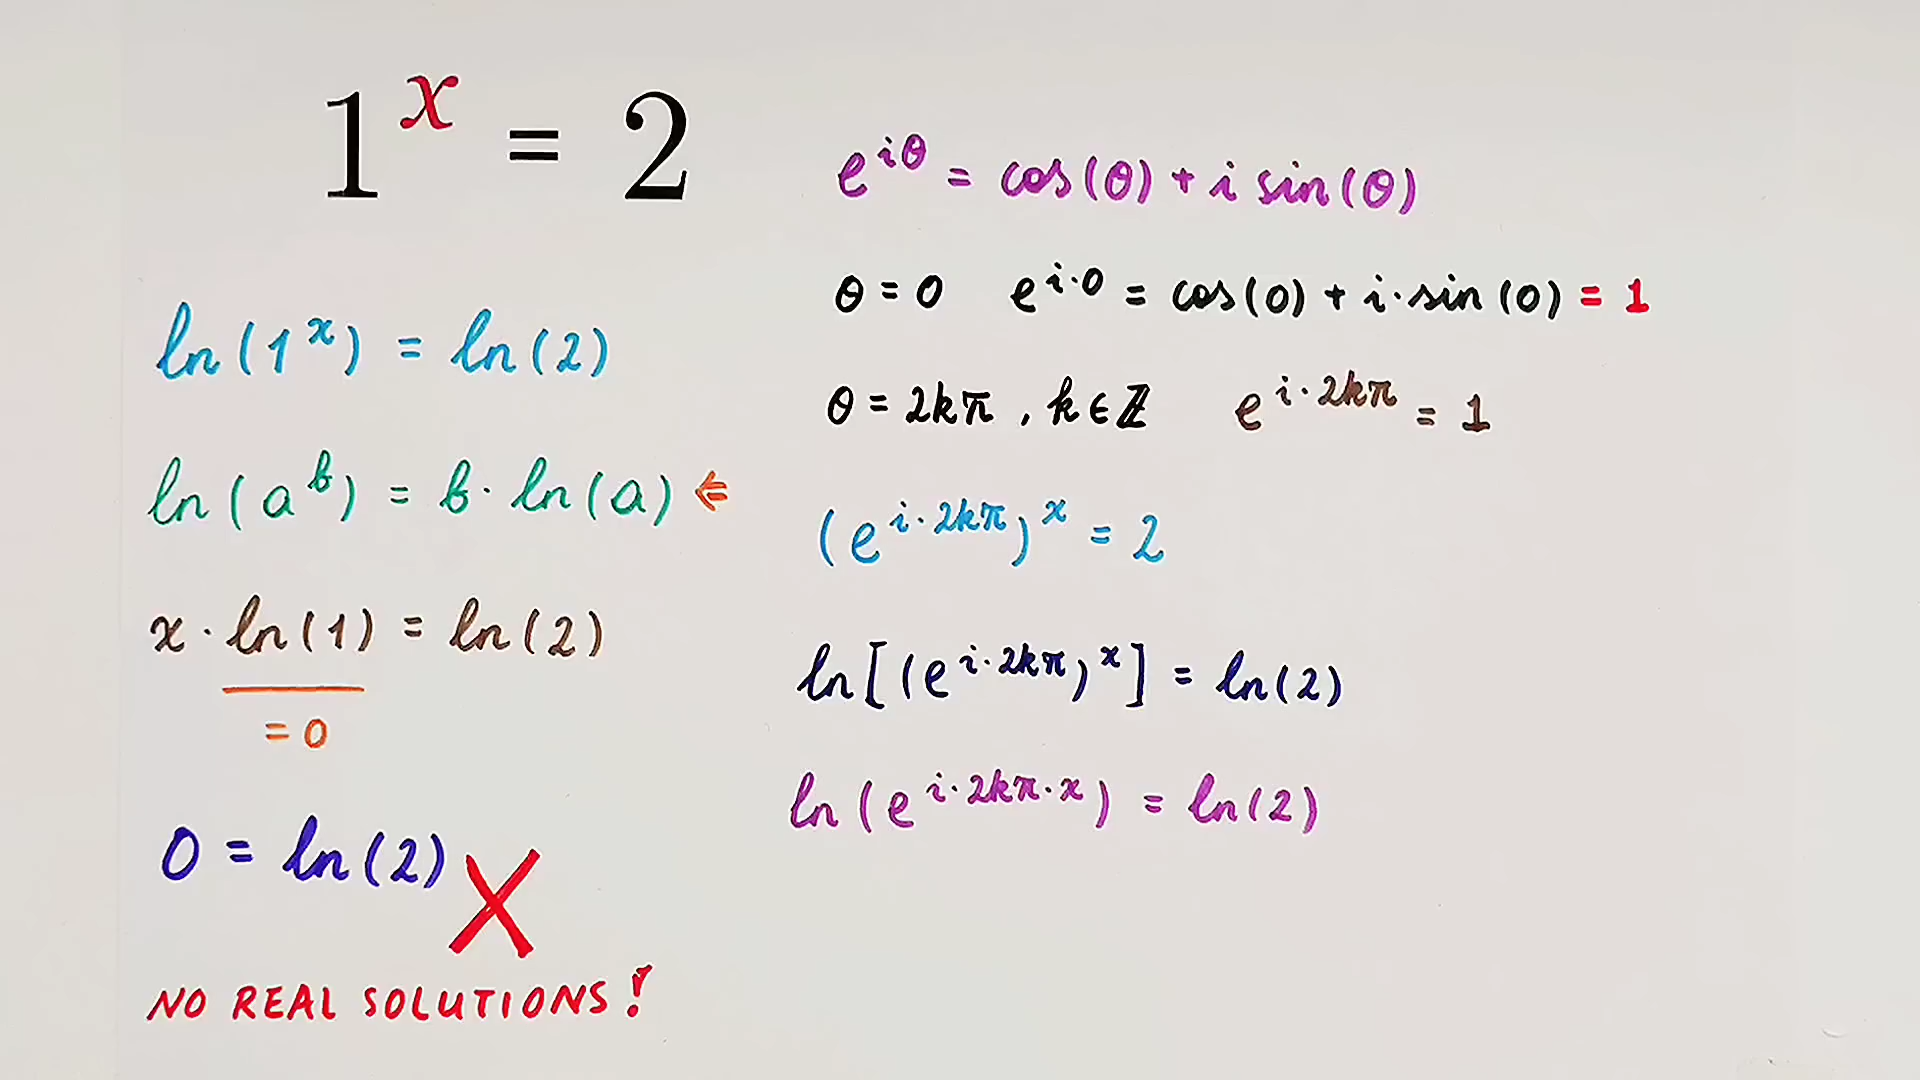 1^x = 2
ln(1^x) = ln(2)
ln(a^b) = b · ln(a) ⇐
x · ln(1) = ln(2)
= 0
0 = ln(2) X
NO REAL SOLUTIONS !
e^{iθ} = cos(θ) + i sin(θ)
θ = 0 e^{i·0} = cos(0) + i · sin(0) = 1
θ = 2kπ , k ∈ ℤ e^{i·2kπ} = 1
(e^{i·2kπ})^x = 2
ln[(e^{i·2kπ})^x] = ln(2)
ln(e^{i·2kπ·x}) = ln(2)